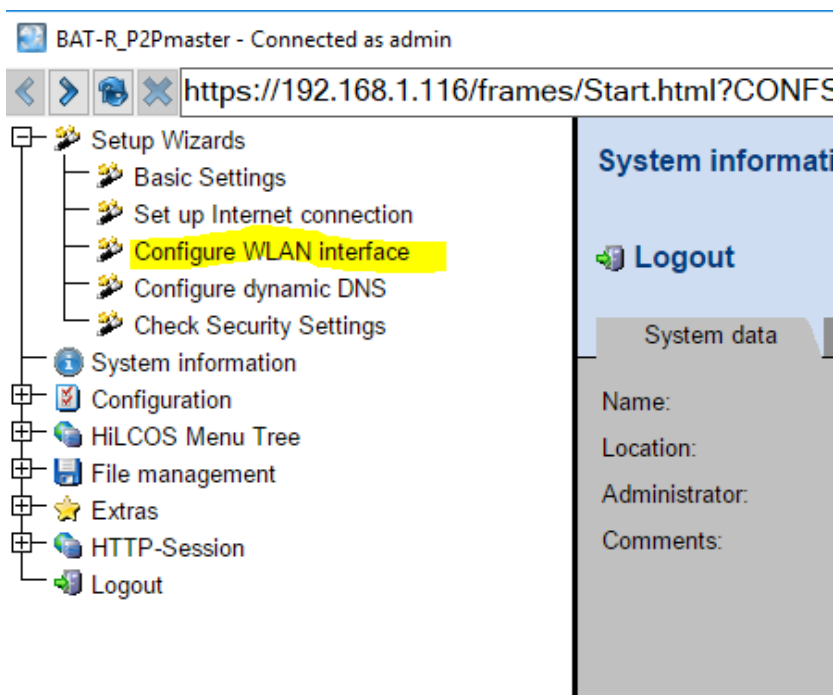 BAT-R_P2Pmaster - Connected as admin
https://192.168.1.116/frames/Start.html?CONFS
Setup Wizards
Basic Settings
Set up Internet connection
Configure WLAN interface
Configure dynamic DNS
Check Security Settings
System information
Configuration
HiLCOS Menu Tree
File management
Extras
HTTP-Session
Logout
System informati
Logout
System data
Name:
Location:
Administrator:
Comments: